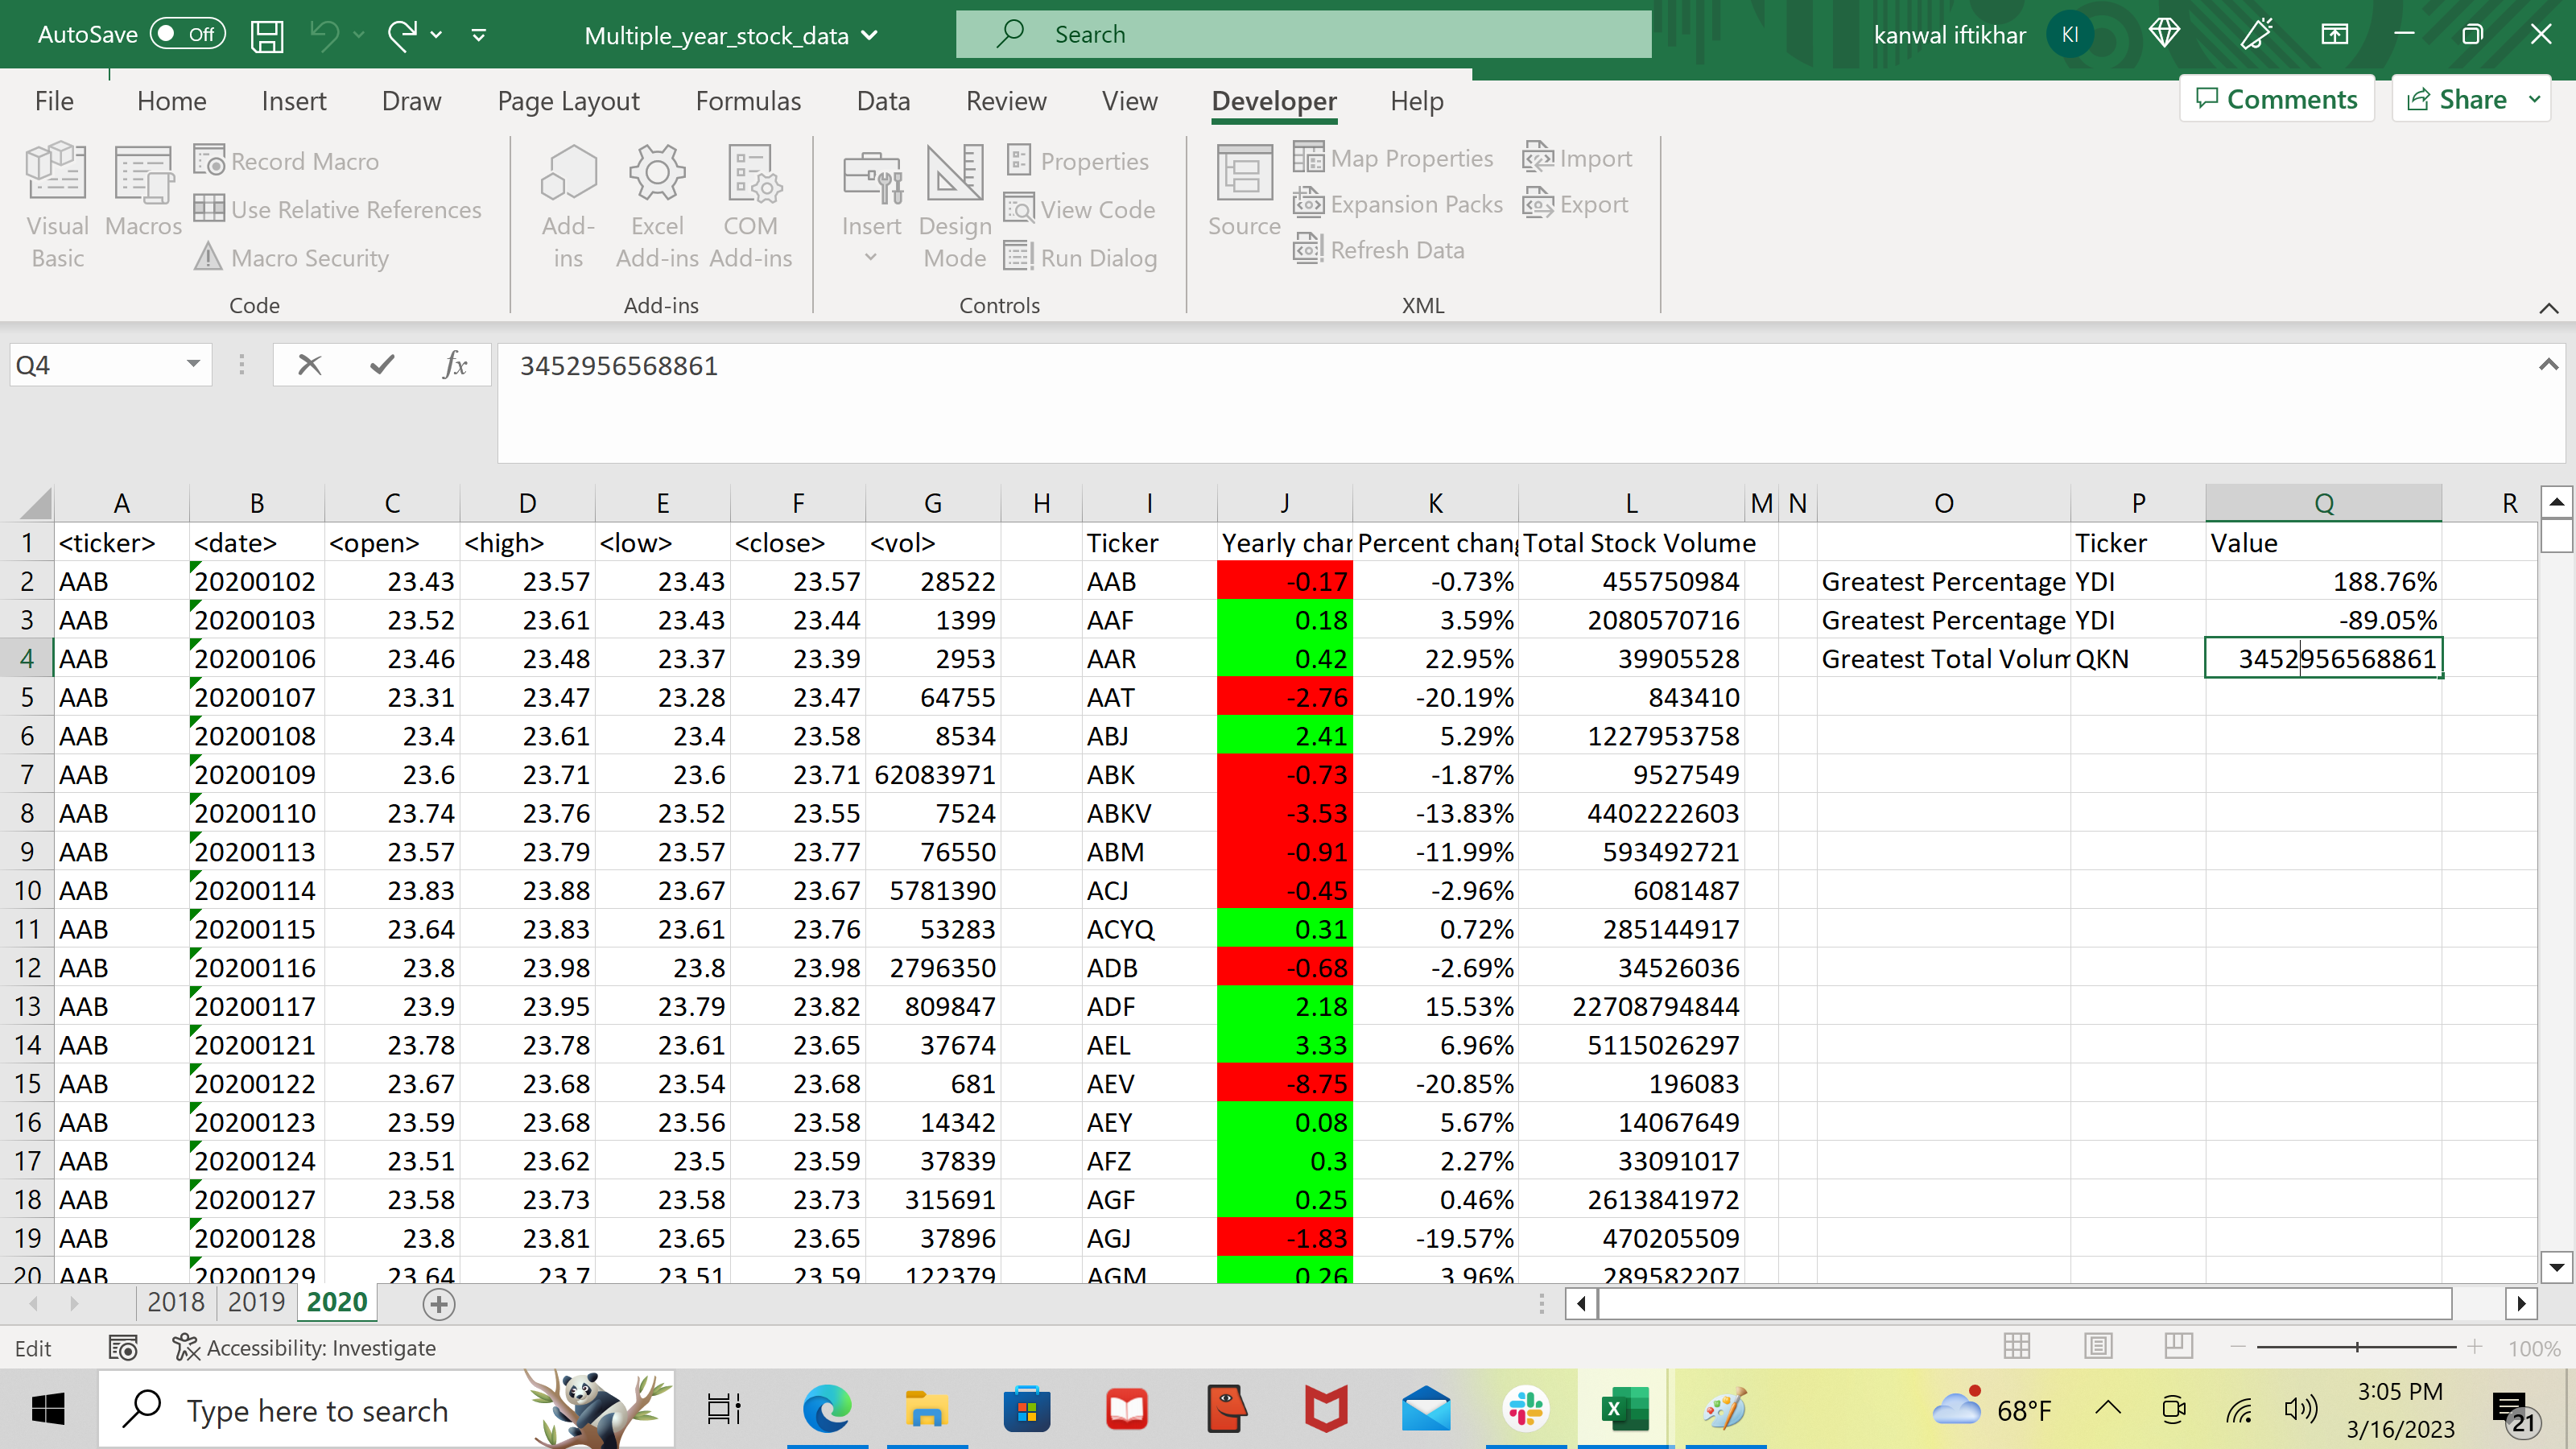 AutoSave Off Multiple_year_stock_data Search kanwal iftikhar KI
File Home Insert Draw Page Layout Formulas Data Review View Developer Help Comments Share
Visual Basic Macros Record Macro Use Relative References Macro Security
Add-ins Excel Add-ins COM Add-ins
Insert Design Mode Properties View Code Run Dialog
Source Map Properties Expansion Packs Refresh Data Import Export
Code Add-ins Controls XML
Q4 fx 3452956568861
A B C D E F G H I J K L M N O P Q R
1 <ticker> <date> <open> <high> <low> <close> <vol> Ticker Yearly char Percent chang Total Stock Volume Ticker Value
2 AAB 20200102 23.43 23.57 23.43 23.57 28522 AAB -0.17 -0.73% 455750984 Greatest Percentage YDI 188.76%
3 AAB 20200103 23.52 23.61 23.43 23.44 1399 AAF 0.18 3.59% 2080570716 Greatest Percentage YDI -89.05%
4 AAB 20200106 23.46 23.48 23.37 23.39 2953 AAR 0.42 22.95% 39905528 Greatest Total Volum QKN 3452956568861
5 AAB 20200107 23.31 23.47 23.28 23.47 64755 AAT -2.76 -20.19% 843410
6 AAB 20200108 23.4 23.61 23.4 23.58 8534 ABJ 2.41 5.29% 1227953758
7 AAB 20200109 23.6 23.71 23.6 23.71 62083971 ABK -0.73 -1.87% 9527549
8 AAB 20200110 23.74 23.76 23.52 23.55 7524 ABKV -3.53 -13.83% 4402222603
9 AAB 20200113 23.57 23.79 23.57 23.77 76550 ABM -0.91 -11.99% 593492721
10 AAB 20200114 23.83 23.88 23.67 23.67 5781390 ACJ -0.45 -2.96% 6081487
11 AAB 20200115 23.64 23.83 23.61 23.76 53283 ACYQ 0.31 0.72% 285144917
12 AAB 20200116 23.8 23.98 23.8 23.98 2796350 ADB -0.68 -2.69% 34526036
13 AAB 20200117 23.9 23.95 23.79 23.82 809847 ADF 2.18 15.53% 22708794844
14 AAB 20200121 23.78 23.78 23.61 23.65 37674 AEL 3.33 6.96% 5115026297
15 AAB 20200122 23.67 23.68 23.54 23.68 681 AEV -8.75 -20.85% 196083
16 AAB 20200123 23.59 23.68 23.56 23.58 14342 AEY 0.08 5.67% 14067649
17 AAB 20200124 23.51 23.62 23.5 23.59 37839 AFZ 0.3 2.27% 33091017
18 AAB 20200127 23.58 23.73 23.58 23.73 315691 AGF 0.25 0.46% 2613841972
19 AAB 20200128 23.8 23.81 23.65 23.65 37896 AGJ -1.83 -19.57% 470205509
20 AAB 20200129 23.64 23.7 23.51 23.59 122379 AGM 0.26 3.96% 289582207
2018 2019 2020
Edit Accessibility: Investigate 100%
Type here to search 68°F 3:05 PM
3/16/2023 21